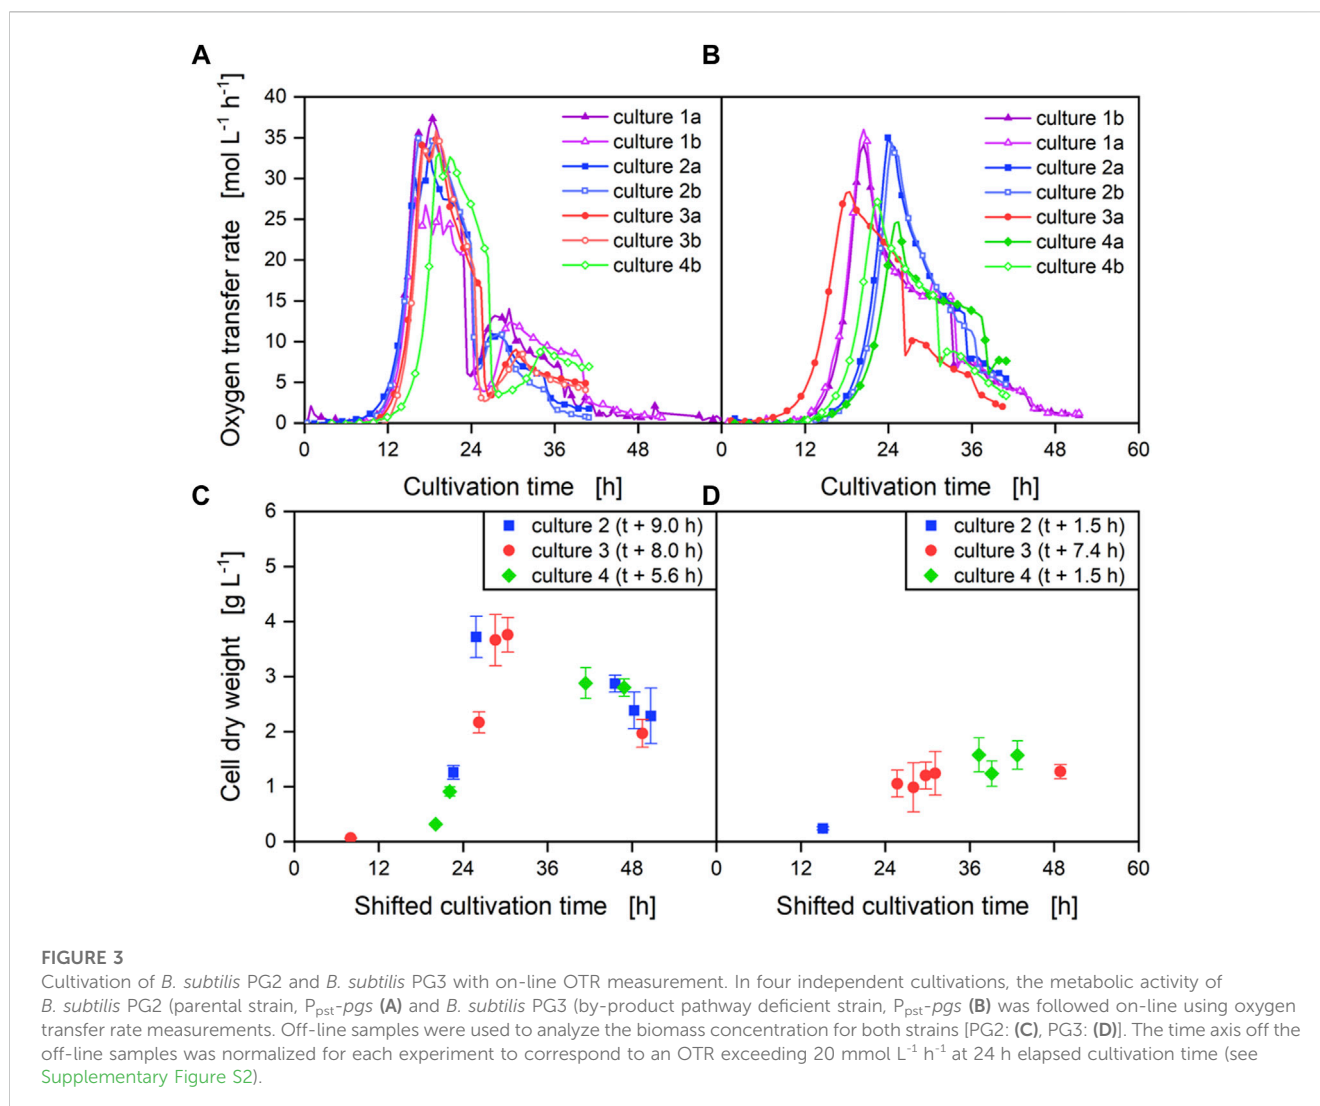 A
B
Oxygen transfer rate [mol L⁻¹ h⁻¹]
40
35
30
25
20
15
10
5
0
culture 1a
culture 1b
culture 2a
culture 2b
culture 3a
culture 3b
culture 4b
culture 1b
culture 1a
culture 2a
culture 2b
culture 3a
culture 4a
culture 4b
0 12 24 36 48 0 12 24 36 48 60
Cultivation time [h]
Cultivation time [h]
C
D
Cell dry weight [g L⁻¹]
6
5
4
3
2
1
0
culture 2 (t + 9.0 h)
culture 3 (t + 8.0 h)
culture 4 (t + 5.6 h)
culture 2 (t + 1.5 h)
culture 3 (t + 7.4 h)
culture 4 (t + 1.5 h)
0 12 24 36 48 0 12 24 36 48 60
Shifted cultivation time [h]
Shifted cultivation time [h]
FIGURE 3
Cultivation of B. subtilis PG2 and B. subtilis PG3 with on-line OTR measurement. In four independent cultivations, the metabolic activity of
B. subtilis PG2 (parental strain, Ppst-pgs (A) and B. subtilis PG3 (by-product pathway deficient strain, Ppst-pgs (B) was followed on-line using oxygen
transfer rate measurements. Off-line samples were used to analyze the biomass concentration for both strains [PG2: (C), PG3: (D)]. The time axis off the
off-line samples was normalized for each experiment to correspond to an OTR exceeding 20 mmol L⁻¹ h⁻¹ at 24 h elapsed cultivation time (see
Supplementary Figure S2).